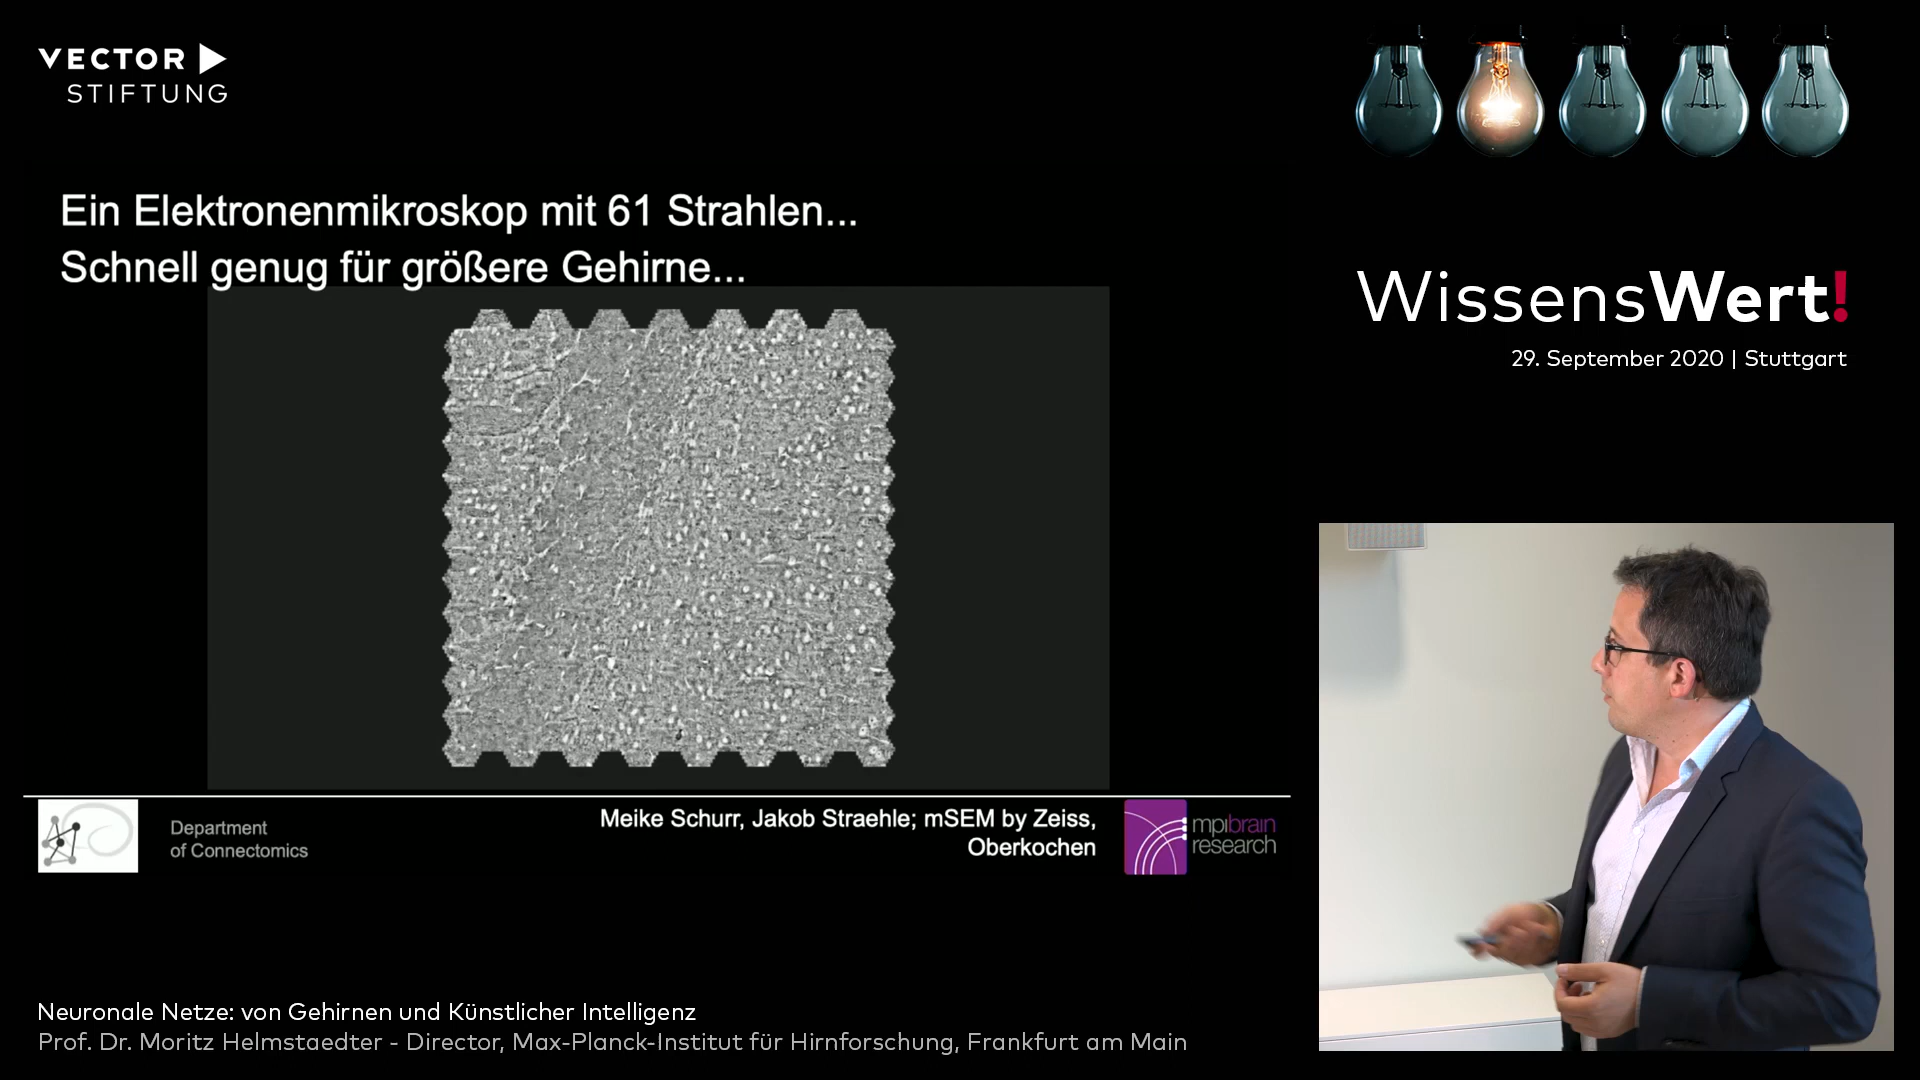 VECTOR
STIFTUNG
Ein Elektronenmikroskop mit 61 Strahlen...
Schnell genug für größere Gehirne...
WissensWert!
29. September 2020 | Stuttgart
Department
of Connectomics
Meike Schurr, Jakob Straehle; mSEM by Zeiss,
Oberkochen
mpibrain
research
Neuronale Netze: von Gehirnen und Künstlicher Intelligenz
Prof. Dr. Moritz Helmstaedter - Director, Max-Planck-Institut für Hirnforschung, Frankfurt am Main